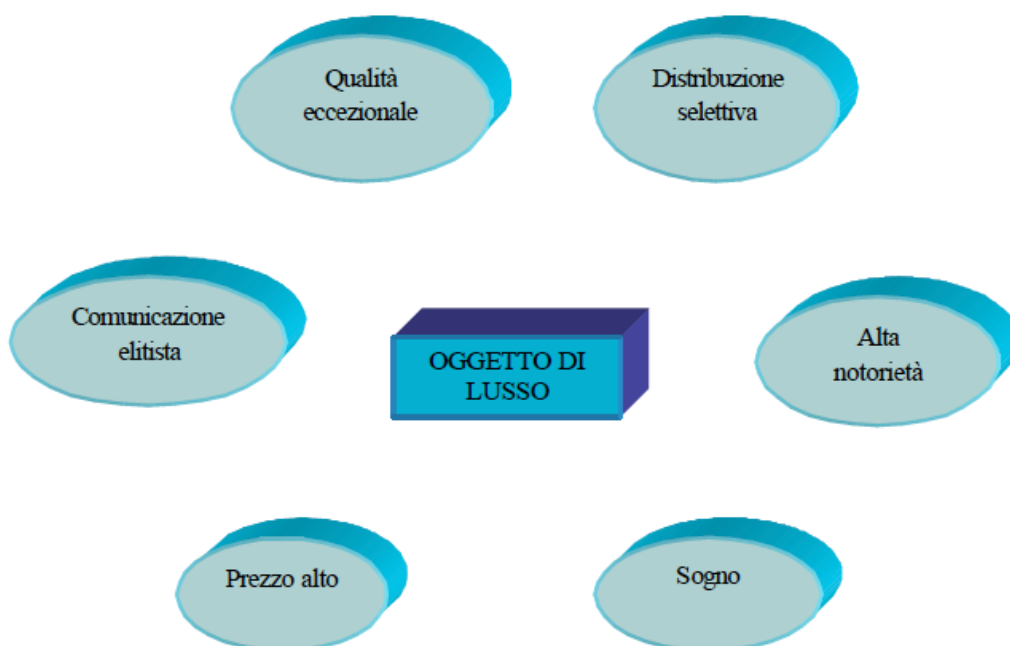 Qualità
eccezionale
Distribuzione
selettiva
Comunicazione
elitista
OGGETTO DI
LUSSO
Alta
notorietà
Prezzo alto
Sogno